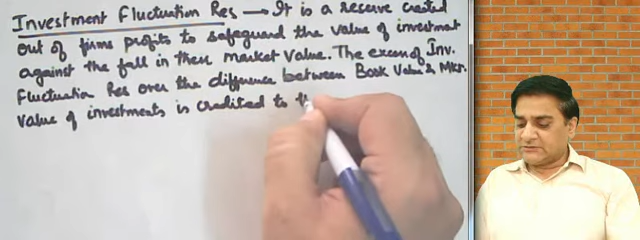 Investment Fluctuation Res → It is a reserve created
out of firms profits to safeguard the value of investment
against the fall in their market value. The excess of Inv.
Fluctuation Res over the difference between Book Value & Mkt.
value of investments is credited to